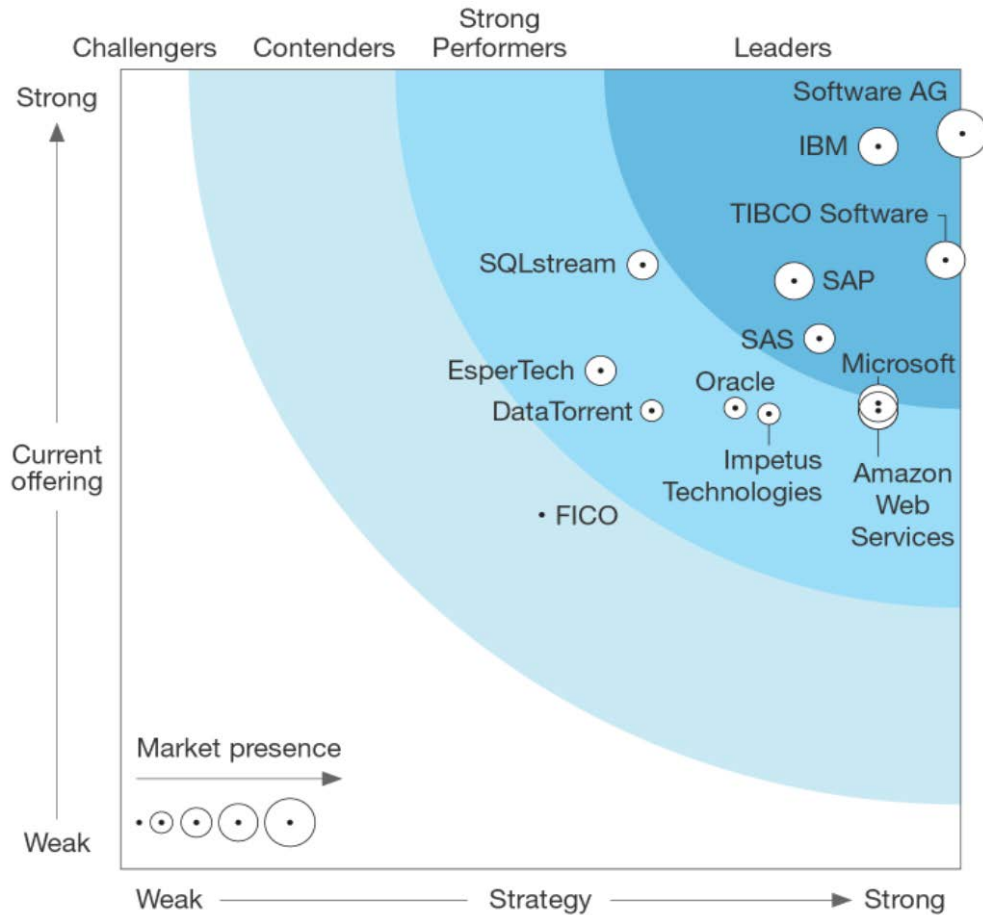 Challengers
Contenders
Strong
Performers
Leaders
Strong
Current
offering
Weak
Software AG
IBM
TIBCO Software
SQLstream
SAP
SAS
Microsoft
EsperTech
Oracle
DataTorrent
Impetus
Technologies
Amazon
Web
Services
FICO
Market presence
Weak
Strategy
Strong